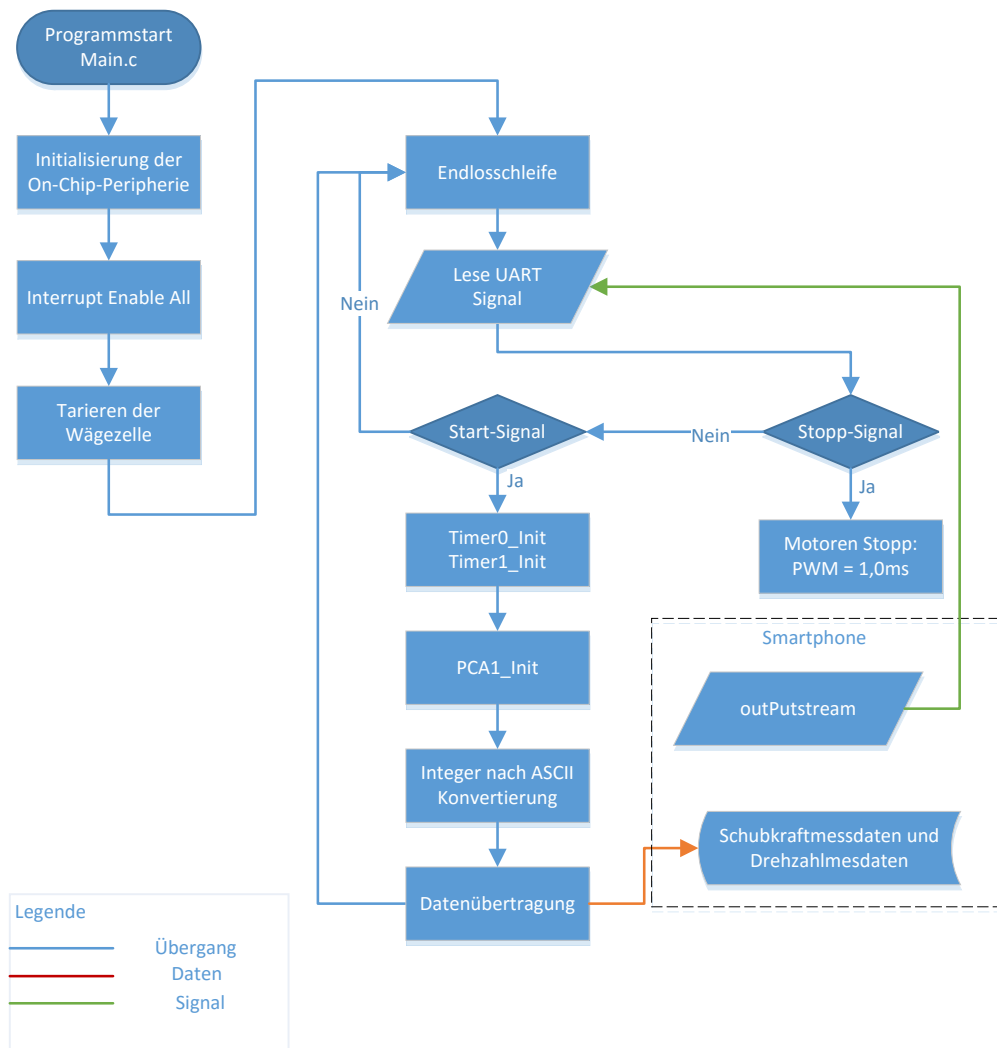 Programmstart
Main.c
Initialisierung der
On-Chip-Peripherie
Interrupt Enable All
Tarieren der
Wägezelle
Endlosschleife
Lese UART
Signal
Nein
Start-Signal
Nein
Stopp-Signal
Ja
Ja
Timer0_Init
Timer1_Init
Motoren Stopp:
PWM = 1,0ms
PCA1_Init
Smartphone
outPutstream
Integer nach ASCII
Konvertierung
Schubkraftmessdaten und
Drehzahlmesdaten
Datenübertragung
Legende
Übergang
Daten
Signal